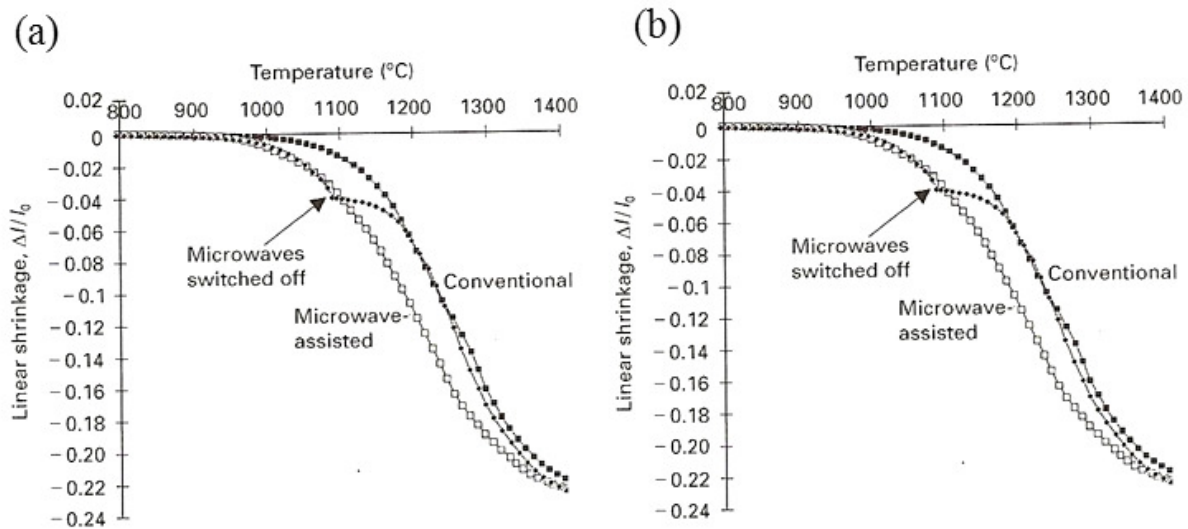 (a)
Temperature (°C)
800 900 1000 1100 1200 1300 1400
0.02
0
−0.02
−0.04
−0.06
−0.08
−0.1
−0.12
−0.14
−0.16
−0.18
−0.20
−0.22
−0.24
Linear shrinkage, Δl/l₀
Microwaves
switched off
Conventional
Microwave-
assisted
(b)
Temperature (°C)
800 900 1000 1100 1200 1300 1400
0.02
0
−0.02
−0.04
−0.06
−0.08
−0.1
−0.12
−0.14
−0.16
−0.18
−0.20
−0.22
−0.24
Linear shrinkage, Δl/l₀
Microwaves
switched off
Conventional
Microwave-
assisted